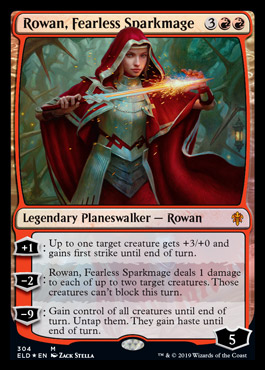 Rowan, Fearless Sparkmage 3
Legendary Planeswalker — Rowan
+1 : Up to one target creature gets +3/+0 and
gains first strike until end of turn.
-2 : Rowan, Fearless Sparkmage deals 1 damage
to each of up to two target creatures. Those
creatures can't block this turn.
-9 : Gain control of all creatures until end of
turn. Untap them. They gain haste until
end of turn.
5
304 M
ELD ★ EN ZACK STELLA
™ & © 2019 Wizards of the Coast